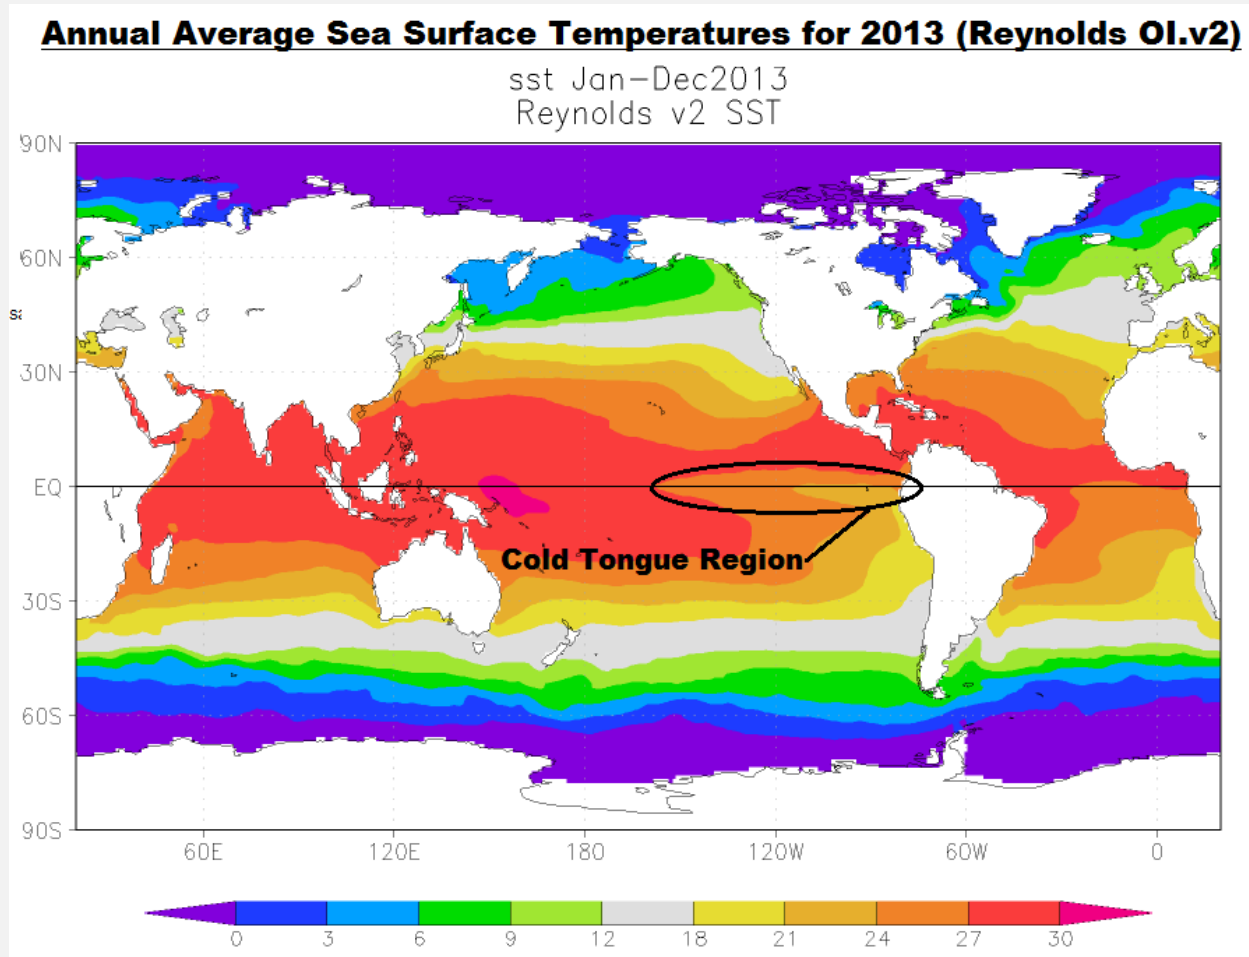 Annual Average Sea Surface Temperatures for 2013 (Reynolds OI.v2)
sst Jan-Dec2013
Reynolds v2 SST
90N
60N
30N
EQ
30S
60S
90S
Cold Tongue Region
60E 120E 180 120W 60W 0
0 3 6 9 12 18 21 24 27 30